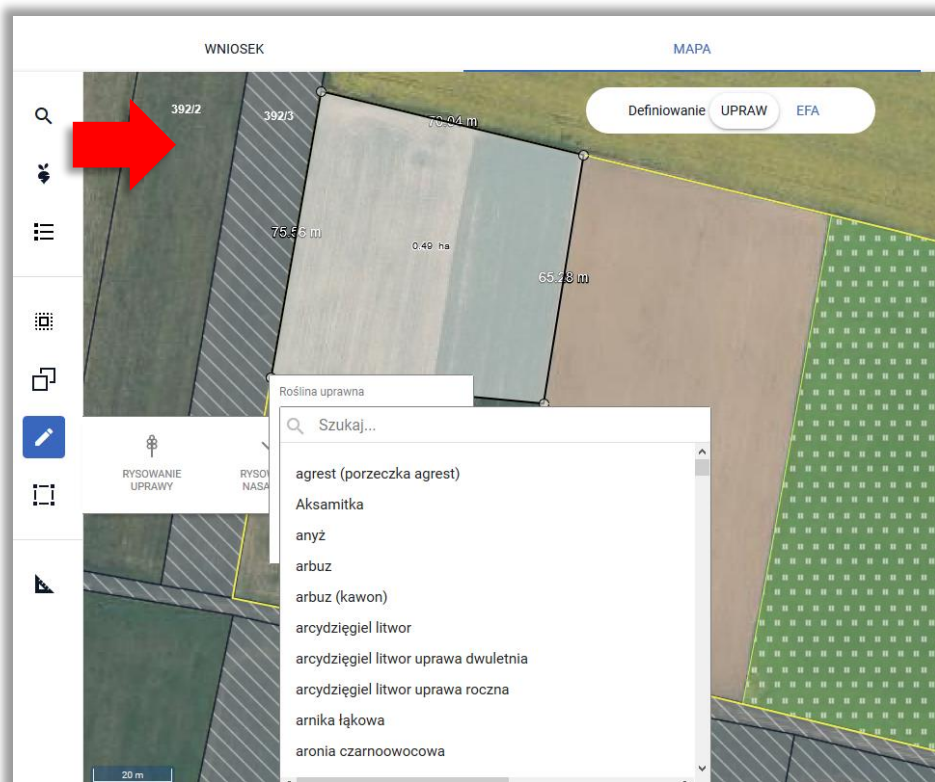 WNIOSEK
MAPA
392/2
392/3
Definiowanie UPRAW EFA
75.56 m
0.49 ha
65.28 m
Roślina uprawna
Szukaj...
RYSOWANIE
UPRAWY
agrest (porzeczka agrest)
Aksamitka
anyż
arbuz
arbuz (kawon)
arcydzięgiel litwor
arcydzięgiel litwor uprawa dwuletnia
arcydzięgiel litwor uprawa roczna
arnika łąkowa
aronia czarnoowocowa
20 m